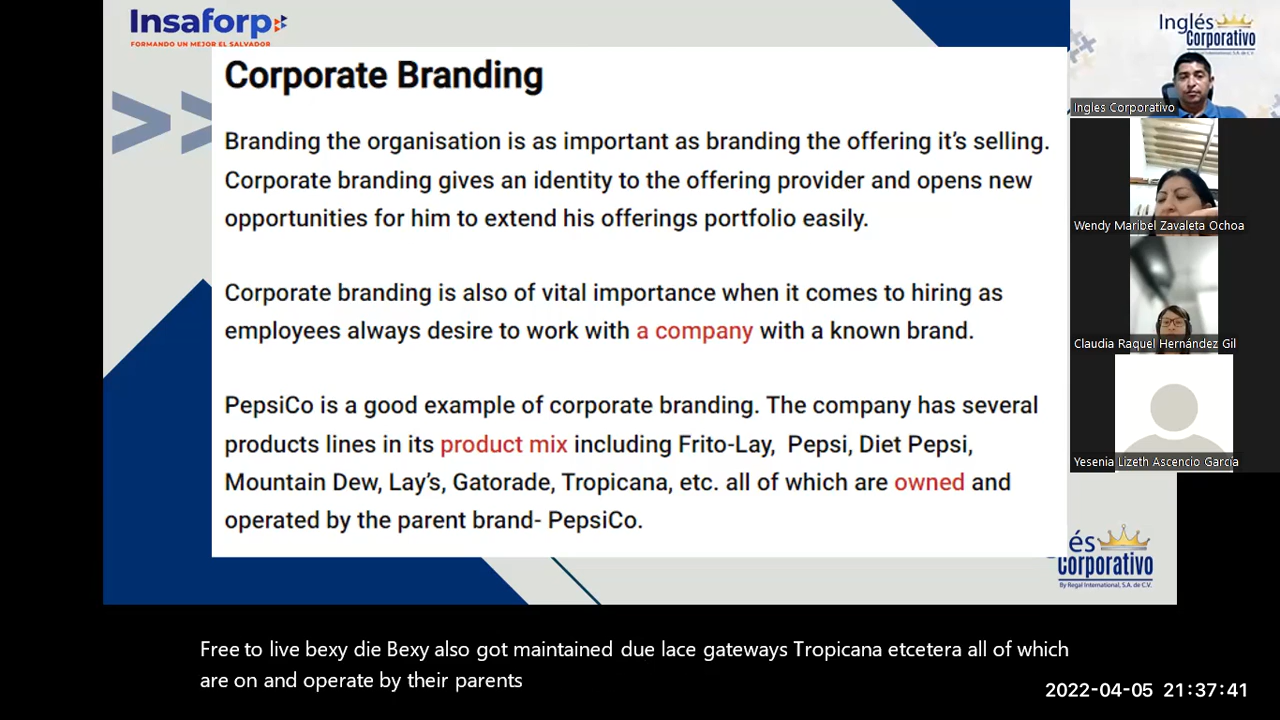 Insaforp
FORMANDO UN MEJOR EL SALVADOR
Corporate Branding
Branding the organisation is as important as branding the offering it's selling.
Corporate branding gives an identity to the offering provider and opens new
opportunities for him to extend his offerings portfolio easily.
Corporate branding is also of vital importance when it comes to hiring as
employees always desire to work with a company with a known brand.
PepsiCo is a good example of corporate branding. The company has several
products lines in its product mix including Frito-Lay, Pepsi, Diet Pepsi,
Mountain Dew, Lay's, Gatorade, Tropicana, etc. all of which are owned and
operated by the parent brand- PepsiCo.
Inglés
Corporativo
Ingles Corporativo
Wendy Maribel Zavaleta Ochoa
Claudia Raquel Hernández Gil
Yesenia Lizeth Ascencio García
és
Corporativo
By Regal International, S.A. de C.V.
Free to live bexy die Bexy also got maintained due lace gateways Tropicana etcetera all of which
are on and operate by their parents
2022-04-05 21:37:41